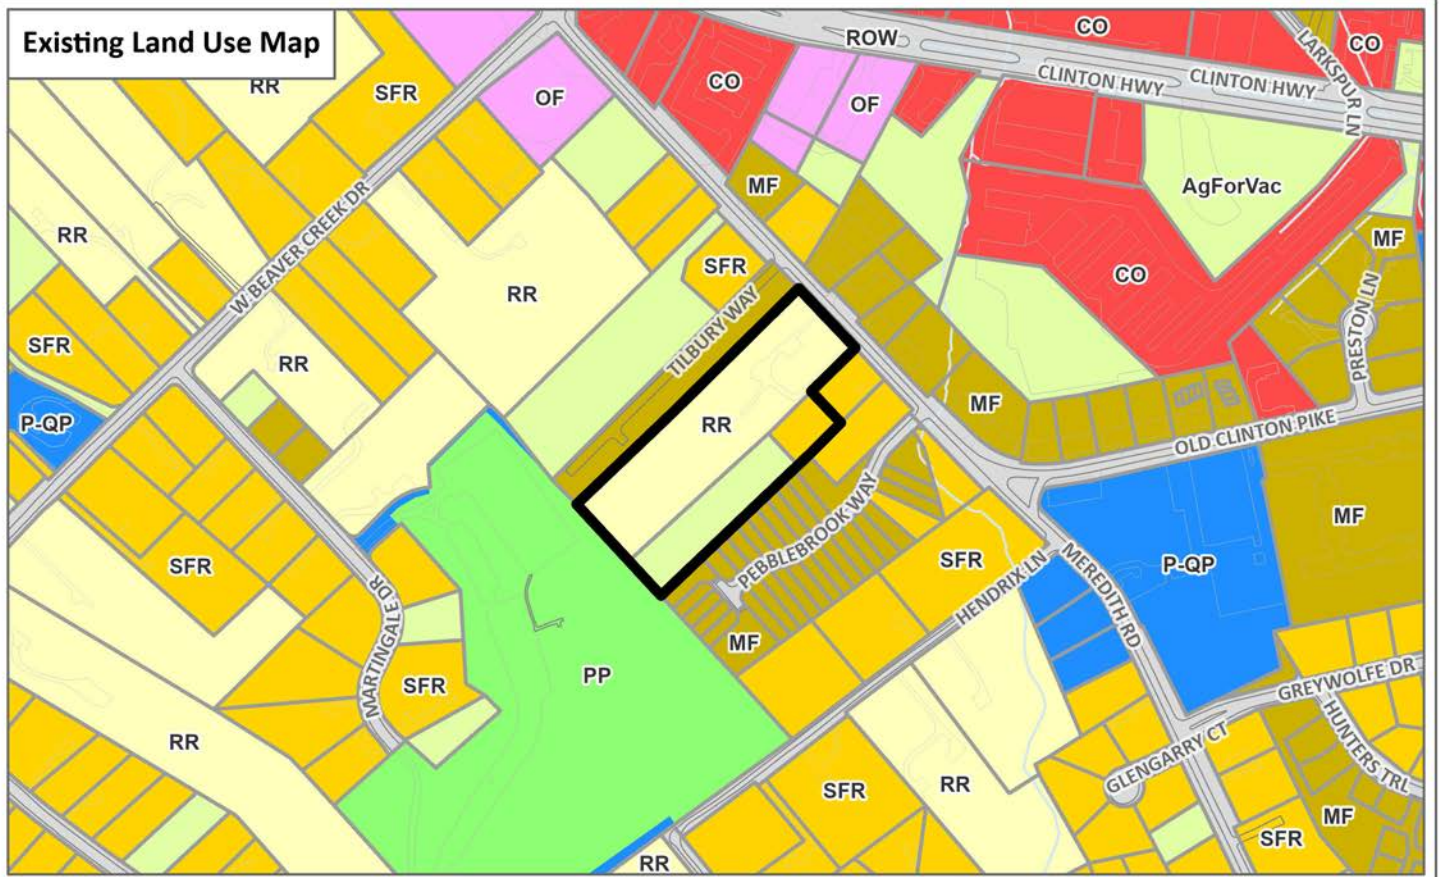 Existing Land Use Map
ROW
CO
CO
LARKSPUR LN
RR
SFR
OF
CO
OF
CLINTON HWY
CLINTON HWY
MF
AgForVac
W BEAVER CREEK DR
RR
SFR
RR
MF
CO
TILBURY WAY
PRESTON LN
SFR
RR
P-QP
RR
MF
OLD CLINTON PIKE
MF
SFR
PEBBLEBROOK WAY
SFR
HENDRIX LN
MEREDITH RD
P-QP
MARTINGALE DR
MF
SFR
PP
GREYWOLFE DR
RR
HUNTERS TRL
GLENGARRY CT
SFR
RR
MF
SFR
RR